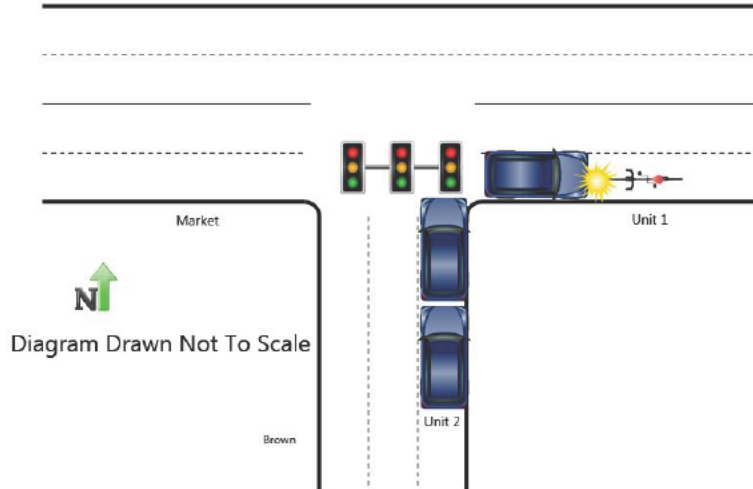 Market
Unit 1
N
Diagram Drawn Not To Scale
Unit 2
Brown